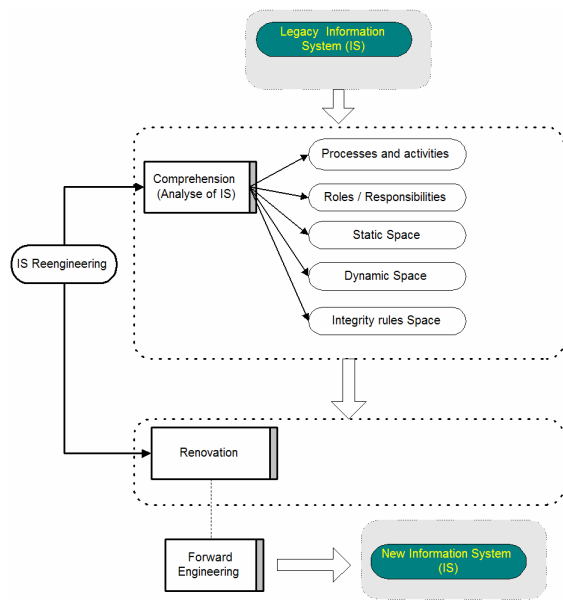 Legacy Information
System (IS)
Processes and activities
Comprehension
(Analyse of IS)
Roles / Responsibilities
Static Space
IS Reengineering
Dynamic Space
Integrity rules Space
Renovation
Forward
Engineering
New Information System
(IS)